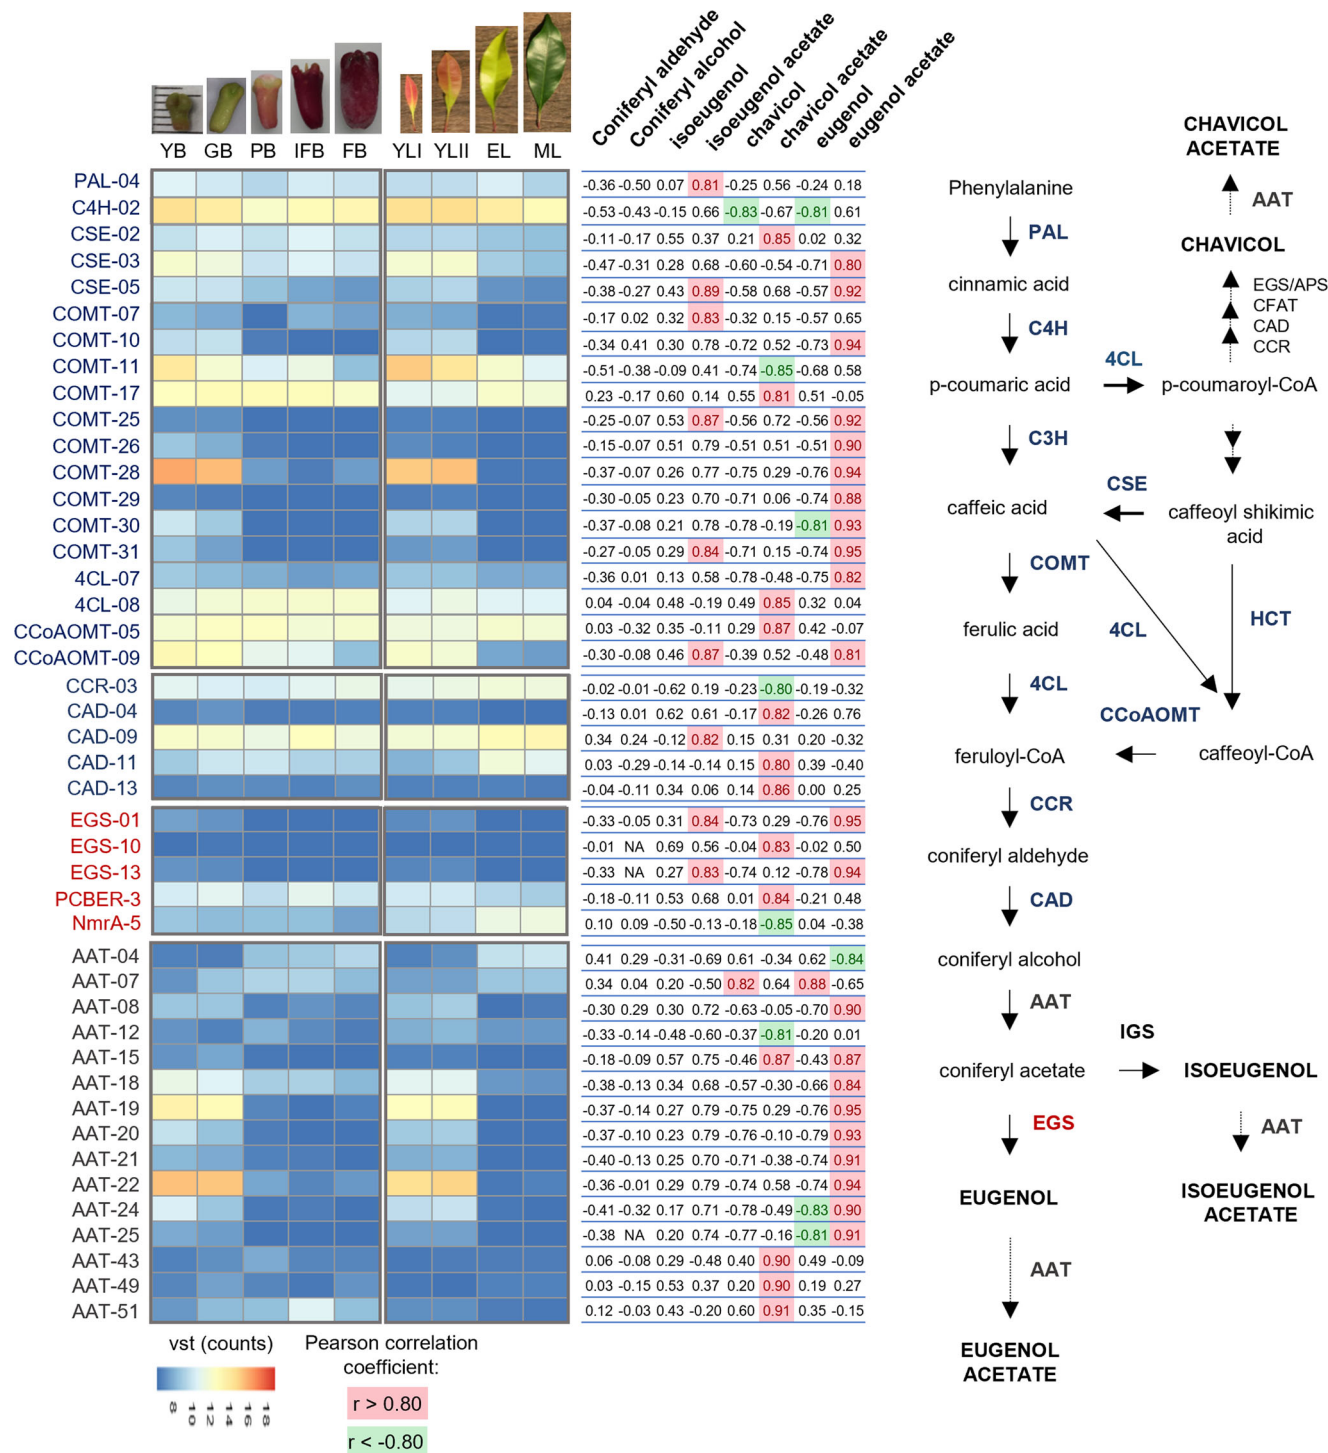 Coniferyl aldehyde
Coniferyl alcohol
isoeugenol
isoeugenol acetate
chavicol
chavicol acetate
eugenol
eugenol acetate
YB GB PB IFB FB YLI YLII EL ML
PAL-04 -0.36 -0.50 0.07 0.81 -0.25 0.56 -0.24 0.18
C4H-02 -0.53 -0.43 -0.15 0.66 -0.83 -0.67 -0.81 0.61
CSE-02 -0.11 -0.17 0.55 0.37 0.21 0.85 0.02 0.32
CSE-03 -0.47 -0.31 0.28 0.68 -0.60 -0.54 -0.71 0.80
CSE-05 -0.38 -0.27 0.43 0.89 -0.58 0.68 -0.57 0.92
COMT-07 -0.17 0.02 0.32 0.83 -0.32 0.15 -0.57 0.65
COMT-10 -0.34 0.41 0.30 0.78 -0.72 0.52 -0.73 0.94
COMT-11 -0.51 -0.38 -0.09 0.41 -0.74 -0.85 -0.68 0.58
COMT-17 0.23 -0.17 0.60 0.14 0.55 0.81 0.51 -0.05
COMT-25 -0.25 -0.07 0.53 0.87 -0.56 0.72 -0.56 0.92
COMT-26 -0.15 -0.07 0.51 0.79 -0.51 0.51 -0.51 0.90
COMT-28 -0.37 -0.07 0.26 0.77 -0.75 0.29 -0.76 0.94
COMT-29 -0.30 -0.05 0.23 0.70 -0.71 0.06 -0.74 0.88
COMT-30 -0.37 -0.08 0.21 0.78 -0.78 -0.19 -0.81 0.93
COMT-31 -0.27 -0.05 0.29 0.84 -0.71 0.15 -0.74 0.95
4CL-07 -0.36 0.01 0.13 0.58 -0.78 -0.48 -0.75 0.82
4CL-08 0.04 -0.04 0.48 -0.19 0.49 0.85 0.32 0.04
CCoAOMT-05 0.03 -0.32 0.35 -0.11 0.29 0.87 0.42 -0.07
CCoAOMT-09 -0.30 -0.08 0.46 0.87 -0.39 0.52 -0.48 0.81
CCR-03 -0.02 -0.01 -0.62 0.19 -0.23 -0.80 -0.19 -0.32
CAD-04 -0.13 0.01 0.62 0.61 -0.17 0.82 -0.26 0.76
CAD-09 0.34 0.24 -0.12 0.82 0.15 0.31 0.20 -0.32
CAD-11 0.03 -0.29 -0.14 -0.14 0.15 0.80 0.39 -0.40
CAD-13 -0.04 -0.11 0.34 0.06 0.14 0.86 0.00 0.25
EGS-01 -0.33 -0.05 0.31 0.84 -0.73 0.29 -0.76 0.95
EGS-10 -0.01 NA 0.69 0.56 -0.04 0.83 -0.02 0.50
EGS-13 -0.33 NA 0.27 0.83 -0.74 0.12 -0.78 0.94
PCBER-3 -0.18 -0.11 0.53 0.68 0.01 0.84 -0.21 0.48
NmrA-5 0.10 0.09 -0.50 -0.13 -0.18 -0.85 0.04 -0.38
AAT-04 0.41 0.29 -0.31 -0.69 0.61 -0.34 0.62 -0.84
AAT-07 0.34 0.04 0.20 -0.50 0.82 0.64 0.88 -0.65
AAT-08 -0.30 0.29 0.30 0.72 -0.63 -0.05 -0.70 0.90
AAT-12 -0.33 -0.14 -0.48 -0.60 -0.37 -0.81 -0.20 0.01
AAT-15 -0.18 -0.09 0.57 0.75 -0.46 0.87 -0.43 0.87
AAT-18 -0.38 -0.13 0.34 0.68 -0.57 -0.30 -0.66 0.84
AAT-19 -0.37 -0.14 0.27 0.79 -0.75 0.29 -0.76 0.95
AAT-20 -0.37 -0.10 0.23 0.79 -0.76 -0.10 -0.79 0.93
AAT-21 -0.40 -0.13 0.25 0.70 -0.71 -0.38 -0.74 0.91
AAT-22 -0.36 -0.01 0.29 0.79 -0.74 0.58 -0.74 0.94
AAT-24 -0.41 -0.32 0.17 0.71 -0.78 -0.49 -0.83 0.90
AAT-25 -0.38 NA 0.20 0.74 -0.77 -0.16 -0.81 0.91
AAT-43 0.06 -0.08 0.29 -0.48 0.40 0.90 0.49 -0.09
AAT-49 0.03 -0.15 0.53 0.37 0.20 0.90 0.19 0.27
AAT-51 0.12 -0.03 0.43 -0.20 0.60 0.91 0.35 -0.15
vst (counts)
8 10 12 14 16 18
Pearson correlation
coefficient:
r > 0.80
r < -0.80
CHAVICOL
ACETATE
AAT
CHAVICOL
EGS/APS
CFAT
CAD
CCR
Phenylalanine
PAL
cinnamic acid
C4H
p-coumaric acid
4CL
p-coumaroyl-CoA
C3H
caffeic acid
CSE
caffeoyl shikimic
acid
COMT
ferulic acid
4CL
HCT
4CL
CCoAOMT
feruloyl-CoA
caffeoyl-CoA
CCR
coniferyl aldehyde
CAD
coniferyl alcohol
AAT
coniferyl acetate
IGS
ISOEUGENOL
EGS
AAT
EUGENOL
ISOEUGENOL
ACETATE
AAT
EUGENOL
ACETATE